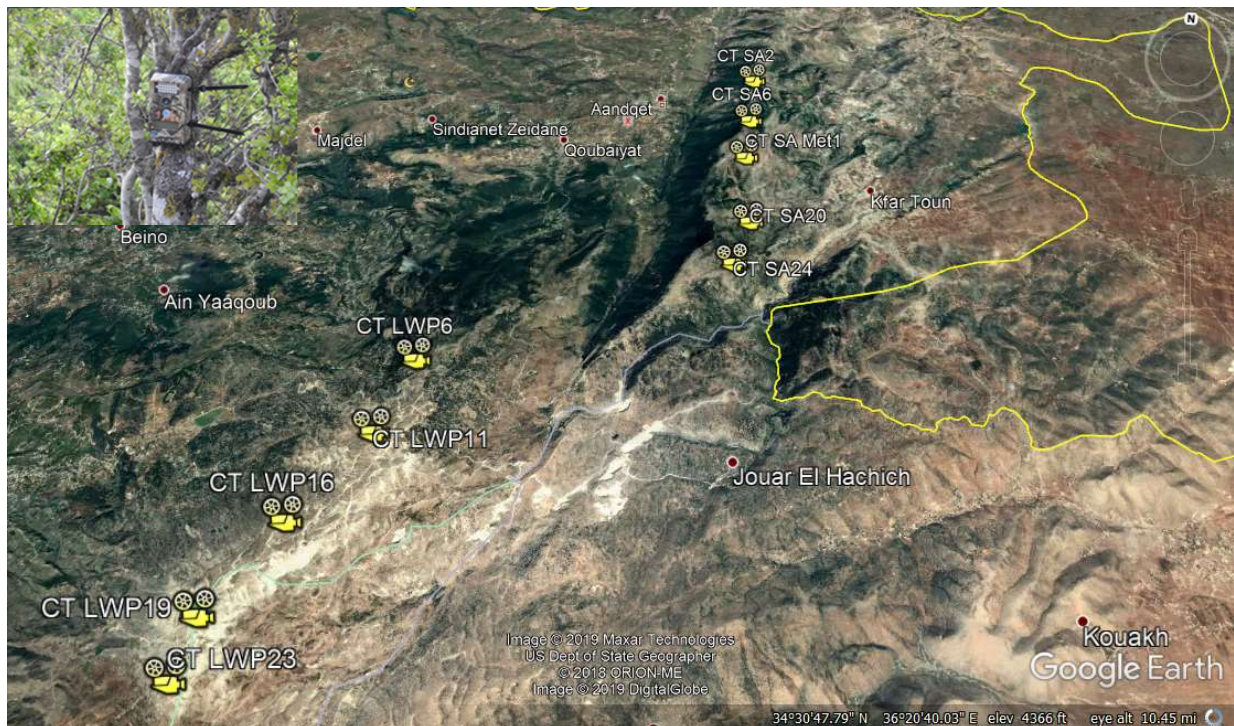 N
CT SA2
Aandqet
CT SA6
Majdel
Sindianet Zeidane
Qoubaiyat
CT SA Met1
Kfar Toun
Beino
CT SA20
CT SA24
Ain Yaaqoub
CT LWP6
CT LWP11
Jouar El Hachich
CT LWP16
CT LWP19
CT LWP23
Kouakh
Image © 2019 Maxar Technologies
US Dept of State Geographer
© 2018 ORION-ME
Image © 2019 DigitalGlobe
Google Earth
34°30'47.79" N 36°20'40.03" E elev 4366 ft eye alt 10.45 mi